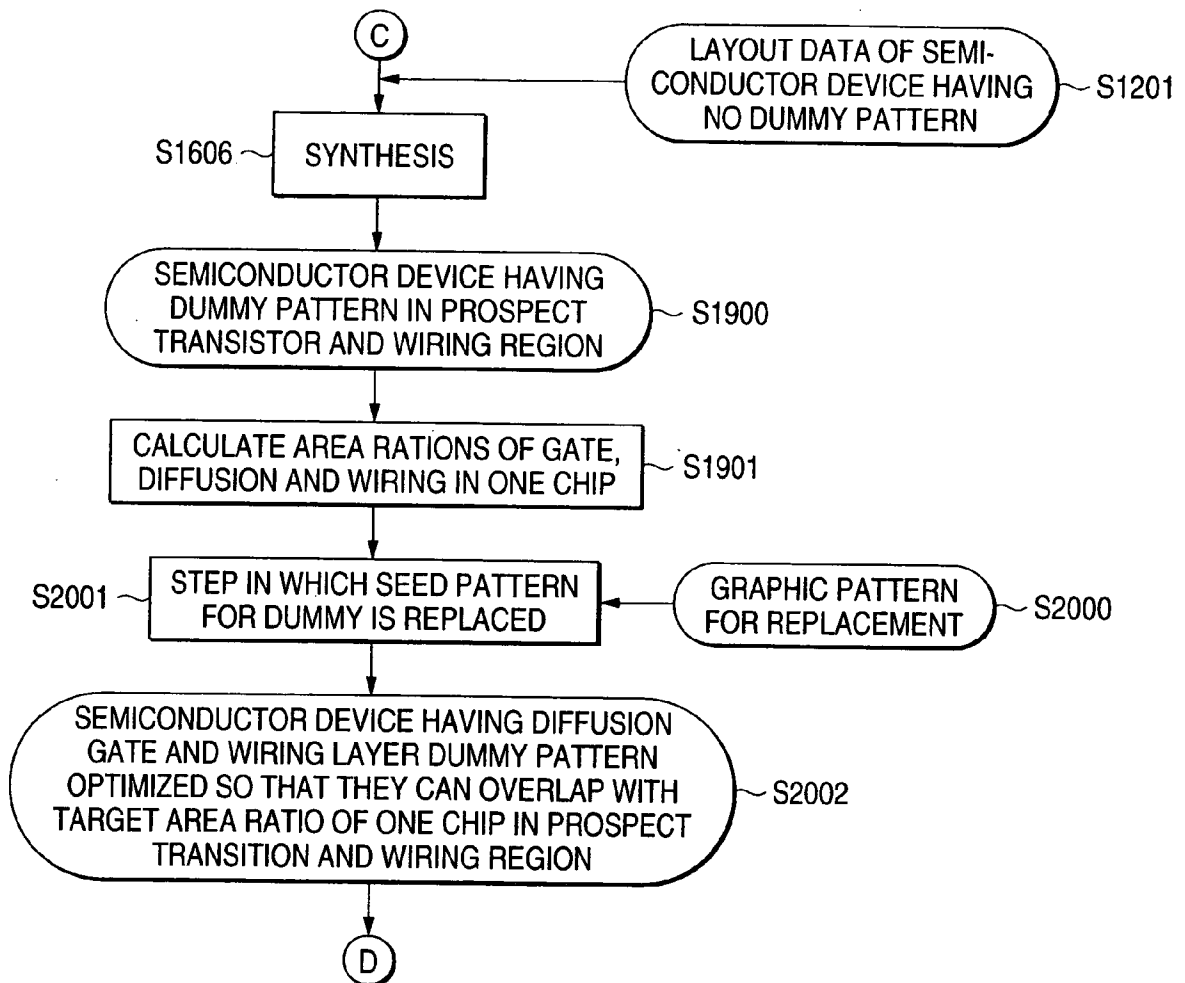 C
LAYOUT DATA OF SEMI-
CONDUCTOR DEVICE HAVING
NO DUMMY PATTERN
S1201
S1606
SYNTHESIS
SEMICONDUCTOR DEVICE HAVING
DUMMY PATTERN IN PROSPECT
TRANSISTOR AND WIRING REGION
S1900
CALCULATE AREA RATIONS OF GATE,
DIFFUSION AND WIRING IN ONE CHIP
S1901
S2001
STEP IN WHICH SEED PATTERN
FOR DUMMY IS REPLACED
GRAPHIC PATTERN
FOR REPLACEMENT
S2000
SEMICONDUCTOR DEVICE HAVING DIFFUSION
GATE AND WIRING LAYER DUMMY PATTERN
OPTIMIZED SO THAT THEY CAN OVERLAP WITH
TARGET AREA RATIO OF ONE CHIP IN PROSPECT
TRANSITION AND WIRING REGION
S2002
D